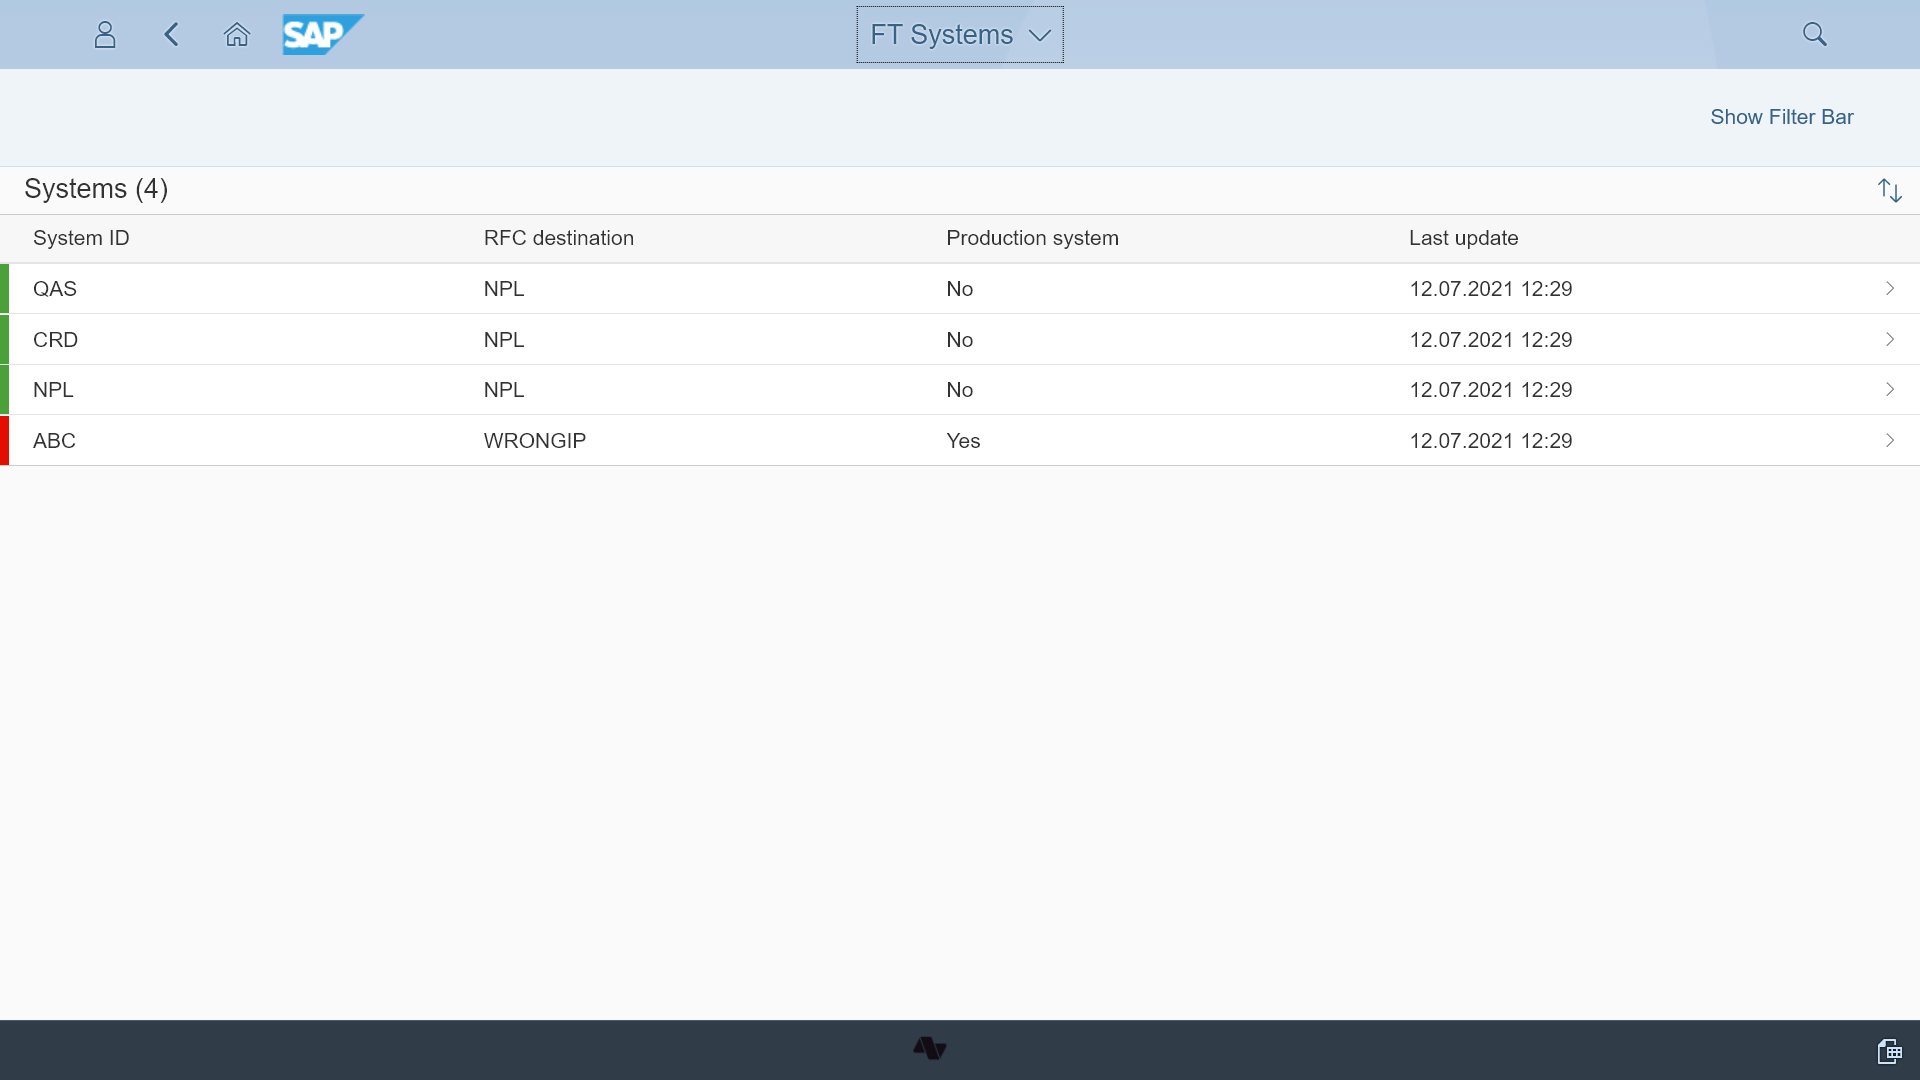 SAP
FT Systems
Show Filter Bar
Systems (4)
System ID RFC destination Production system Last update
QAS NPL No 12.07.2021 12:29
CRD NPL No 12.07.2021 12:29
NPL NPL No 12.07.2021 12:29
ABC WRONGIP Yes 12.07.2021 12:29